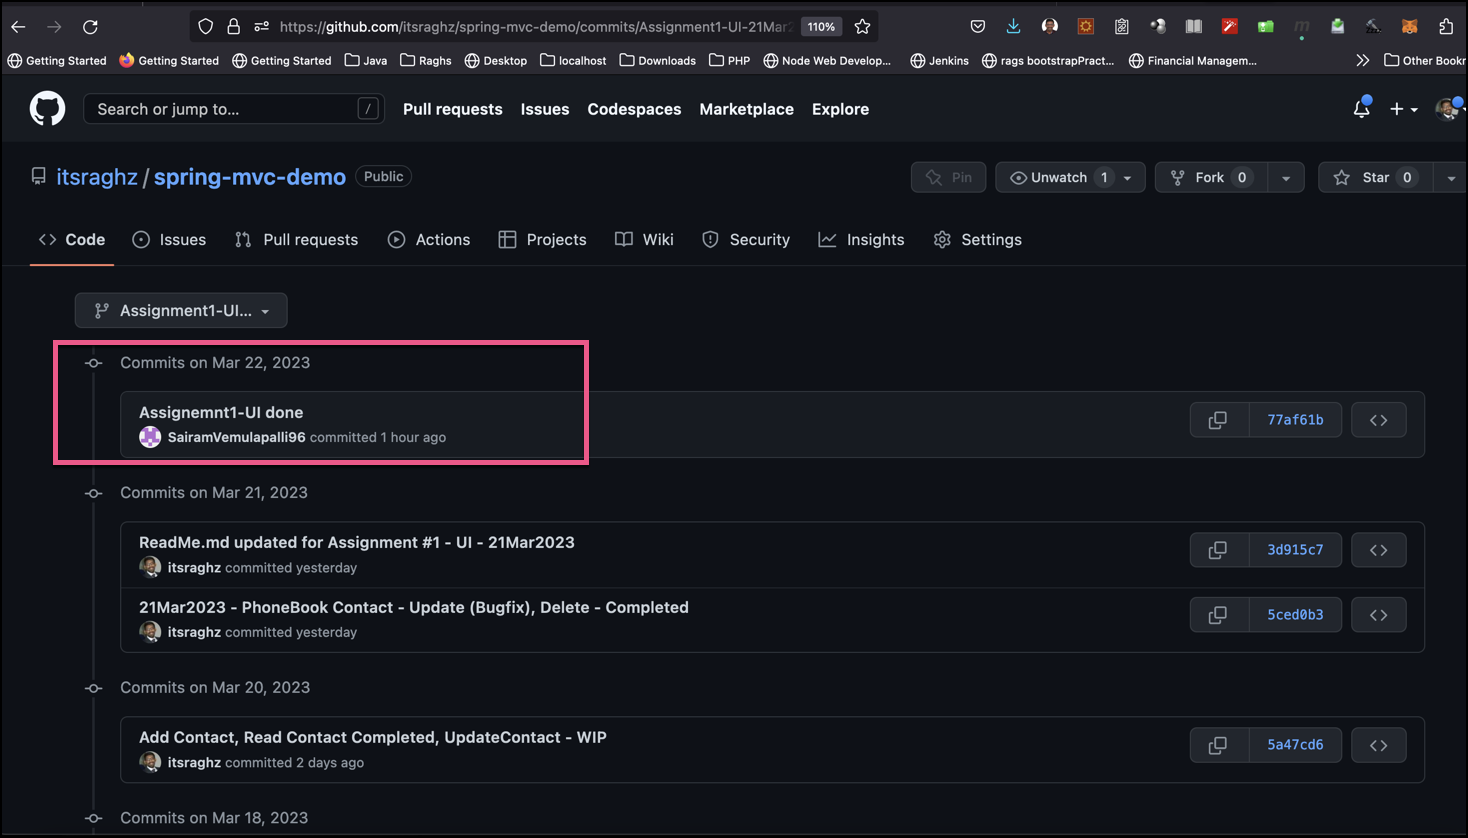 https://github.com/itsraghz/spring-mvc-demo/commits/Assignment1-UI-21Mar2
110%
Getting Started
Getting Started
Getting Started
Java
Raghs
Desktop
localhost
Downloads
PHP
Node Web Develop...
Jenkins
rags bootstrapPract...
Financial Managem...
Other Bookr
Search or jump to...
/
Pull requests
Issues
Codespaces
Marketplace
Explore
itsraghz / spring-mvc-demo
Public
Pin
Unwatch 1
Fork 0
Star 0
Code
Issues
Pull requests
Actions
Projects
Wiki
Security
Insights
Settings
Assignment1-UI...
Commits on Mar 22, 2023
Assignemnt1-UI done
SairamVemulapalli96 committed 1 hour ago
77af61b
Commits on Mar 21, 2023
ReadMe.md updated for Assignment #1 - UI - 21Mar2023
itsraghz committed yesterday
3d915c7
21Mar2023 - PhoneBook Contact - Update (Bugfix), Delete - Completed
itsraghz committed yesterday
5ced0b3
Commits on Mar 20, 2023
Add Contact, Read Contact Completed, UpdateContact - WIP
itsraghz committed 2 days ago
5a47cd6
Commits on Mar 18, 2023